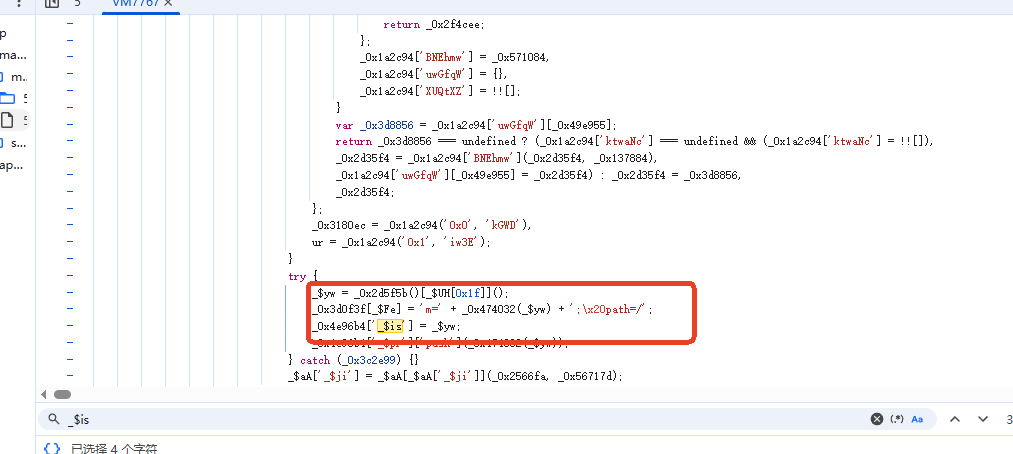 5 VM7767 ×
p
ma...
m...
5
5
s...
ap...
return _0x2f4cee;
};
_0x1a2c94['BNEhmw'] = _0x571084,
_0x1a2c94['uwGfqW'] = {},
_0x1a2c94['XUQtXZ'] = !![];
}
var _0x3d8856 = _0x1a2c94['uwGfqW'][_0x49e955];
return _0x3d8856 === undefined ? (_0x1a2c94['ktwaNc'] === undefined && (_0x1a2c94['ktwaNc'] = !![]),
_0x2d35f4 = _0x1a2c94['BNEhmw'](_0x2d35f4, _0x137884),
_0x1a2c94['uwGfqW'][_0x49e955] = _0x2d35f4) : _0x2d35f4 = _0x3d8856,
_0x2d35f4;
};
_0x3180ec = _0x1a2c94('0x0', 'kGWD'),
ur = _0x1a2c94('0x1', 'iw3E');
}
try {
_$yw = _0x2d5f5b()[_$UH[0x1f]]();
_0x3d0f3f[_$Fe] = 'm=' + _0x474032(_$yw) + ';\x20path=/';
_0x4e96b4['_$is'] = _$yw;
} catch (_0x3c2e99) {}
_$aA['_$ji'] = _$aA[_$aA['_$ji']](_0x2566fa, _0x56717d);
_$is (.*) Aa 3
{} 已选择 4 个字符